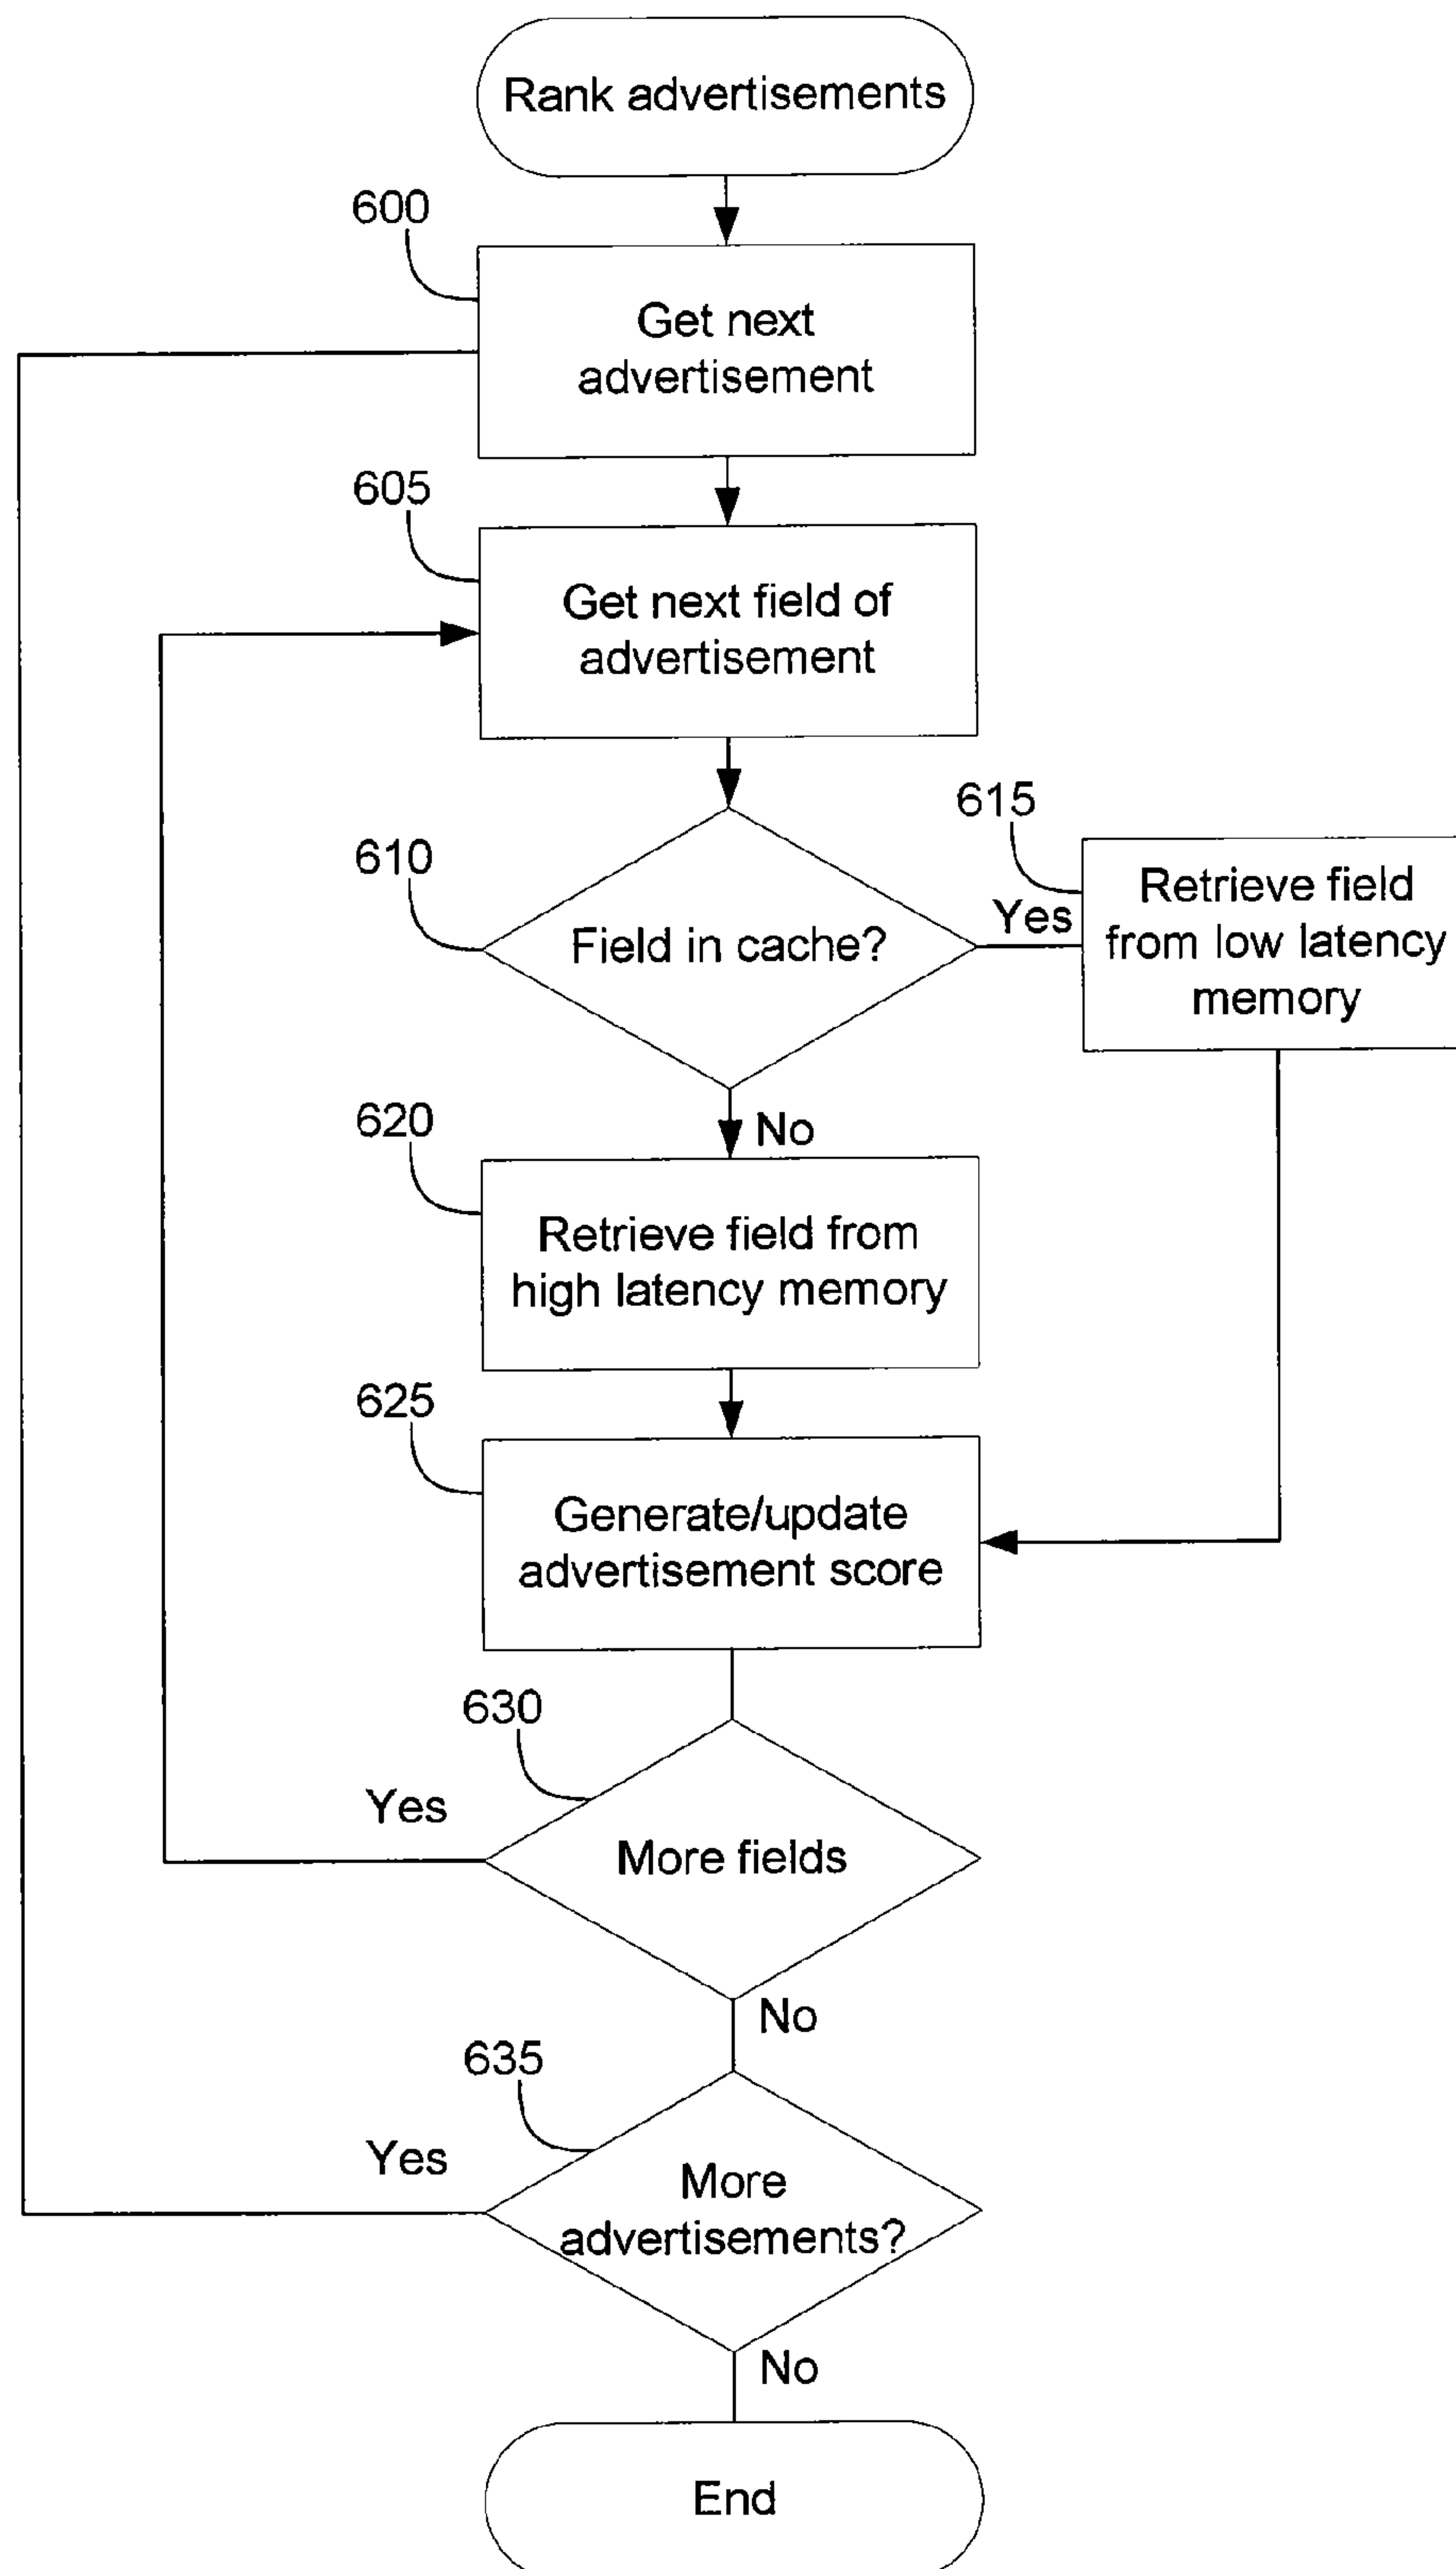 Rank advertisements
600
Get next
advertisement
605
Get next field of
advertisement
610
Field in cache?
Yes
615
Retrieve field
from low latency
memory
No
620
Retrieve field from
high latency memory
625
Generate/update
advertisement score
630
Yes
More fields
No
635
Yes
More
advertisements?
No
End